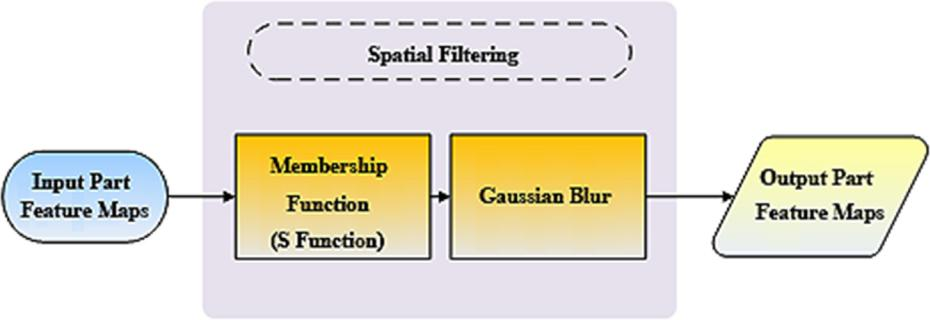 Spatial Filtering
Input Part
Feature Maps
Membership
Function
(S Function)
Gaussian Blur
Output Part
Feature Maps